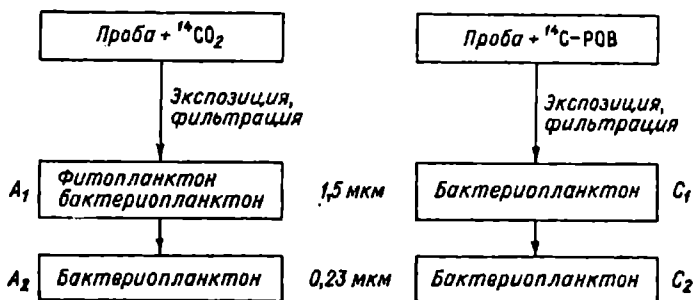 Проба + ¹⁴CO₂
Проба + ¹⁴C-РОВ
Экспозиция,
фильтрация
Экспозиция,
фильтрация
A₁
Фитопланктон
бактериопланктон
1,5 мкм
Бактериопланктон
C₁
A₂
Бактериопланктон
0,23 мкм
Бактериопланктон
C₂